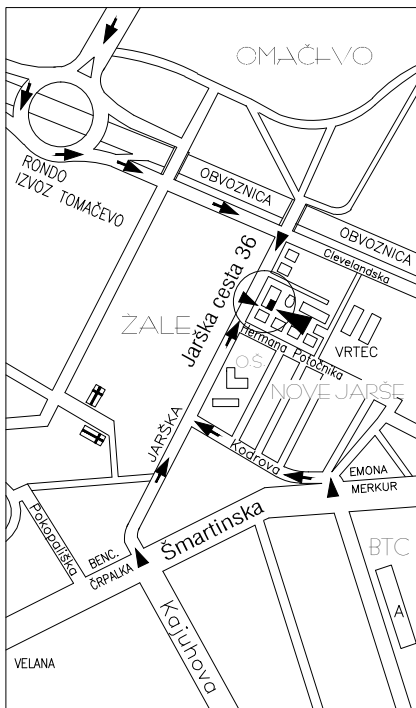 OMAČEVO
RONDO
IZVOZ TOMAČEVO
OBVOZNICA
OBVOZNICA
Clevelandska
Jarška cesta 36
ŽALE
Hermana Potočnika
VRTEC
O.Š.
NOVE JARŠE
JARŠKA
Kodrova
EMONA
MERKUR
Šmartinska
Pokopališka
BENC.
ČRPALKA
BTC
A
Kajuhova
VELANA